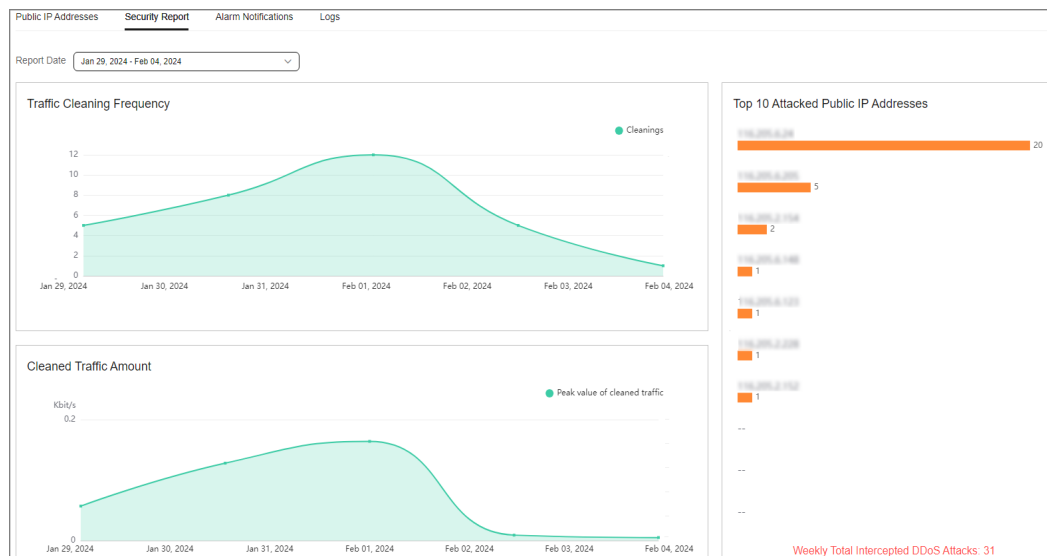 Public IP Addresses Security Report Alarm Notifications Logs
Report Date Jan 29, 2024 - Feb 04, 2024
Traffic Cleaning Frequency
Cleanings
12
10
8
6
4
2
0
Jan 29, 2024 Jan 30, 2024 Jan 31, 2024 Feb 01, 2024 Feb 02, 2024 Feb 03, 2024 Feb 04, 2024
Cleaned Traffic Amount
Peak value of cleaned traffic
Kbit/s
0.2
0
Jan 29, 2024 Jan 30, 2024 Jan 31, 2024 Feb 01, 2024 Feb 02, 2024 Feb 03, 2024 Feb 04, 2024
Top 10 Attacked Public IP Addresses
20
5
2
1
1
1
1
--
--
--
Weekly Total Intercepted DDoS Attacks: 31